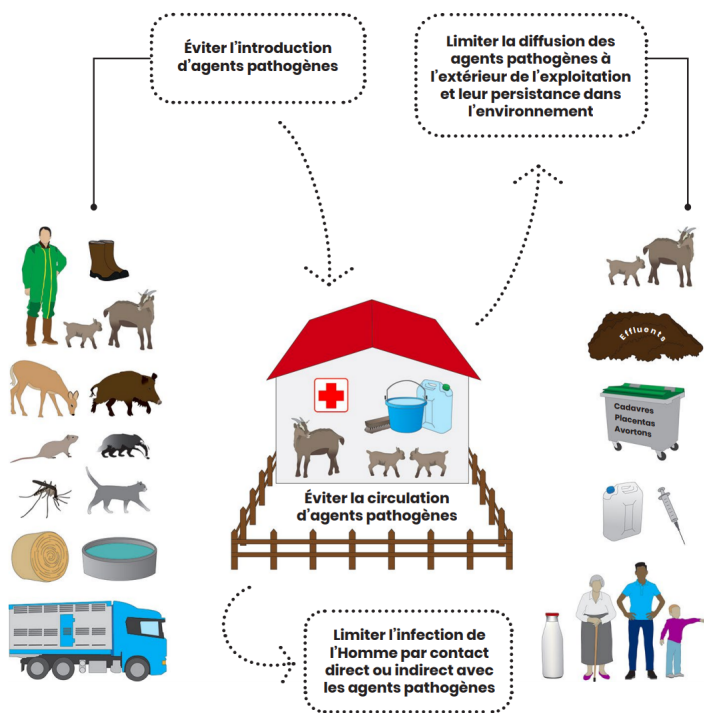 Éviter l'introduction
d'agents pathogènes
Limiter la diffusion des
agents pathogènes à
l'extérieur de l'exploitation
et leur persistance dans
l'environnement
Effluents
Cadavres
Placentas
Avortons
Éviter la circulation
d'agents pathogènes
Limiter l'infection de
l'Homme par contact
direct ou indirect avec
les agents pathogènes